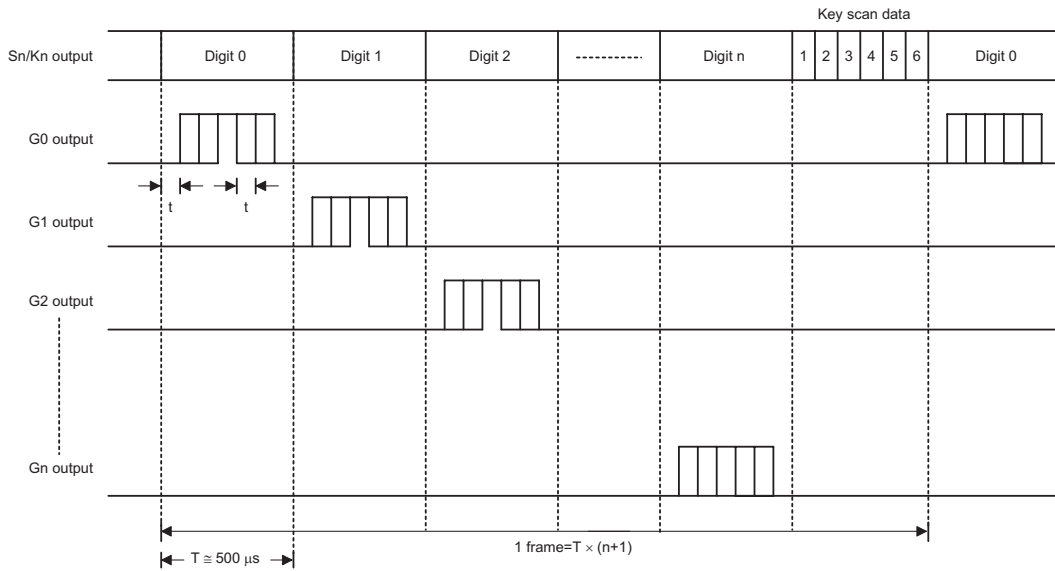 Key scan data
Sn/Kn output Digit 0 Digit 1 Digit 2 Digit n 1 2 3 4 5 6 Digit 0
G0 output
t t
G1 output
G2 output
Gn output
1 frame=T × (n+1)
T ≅ 500 μs